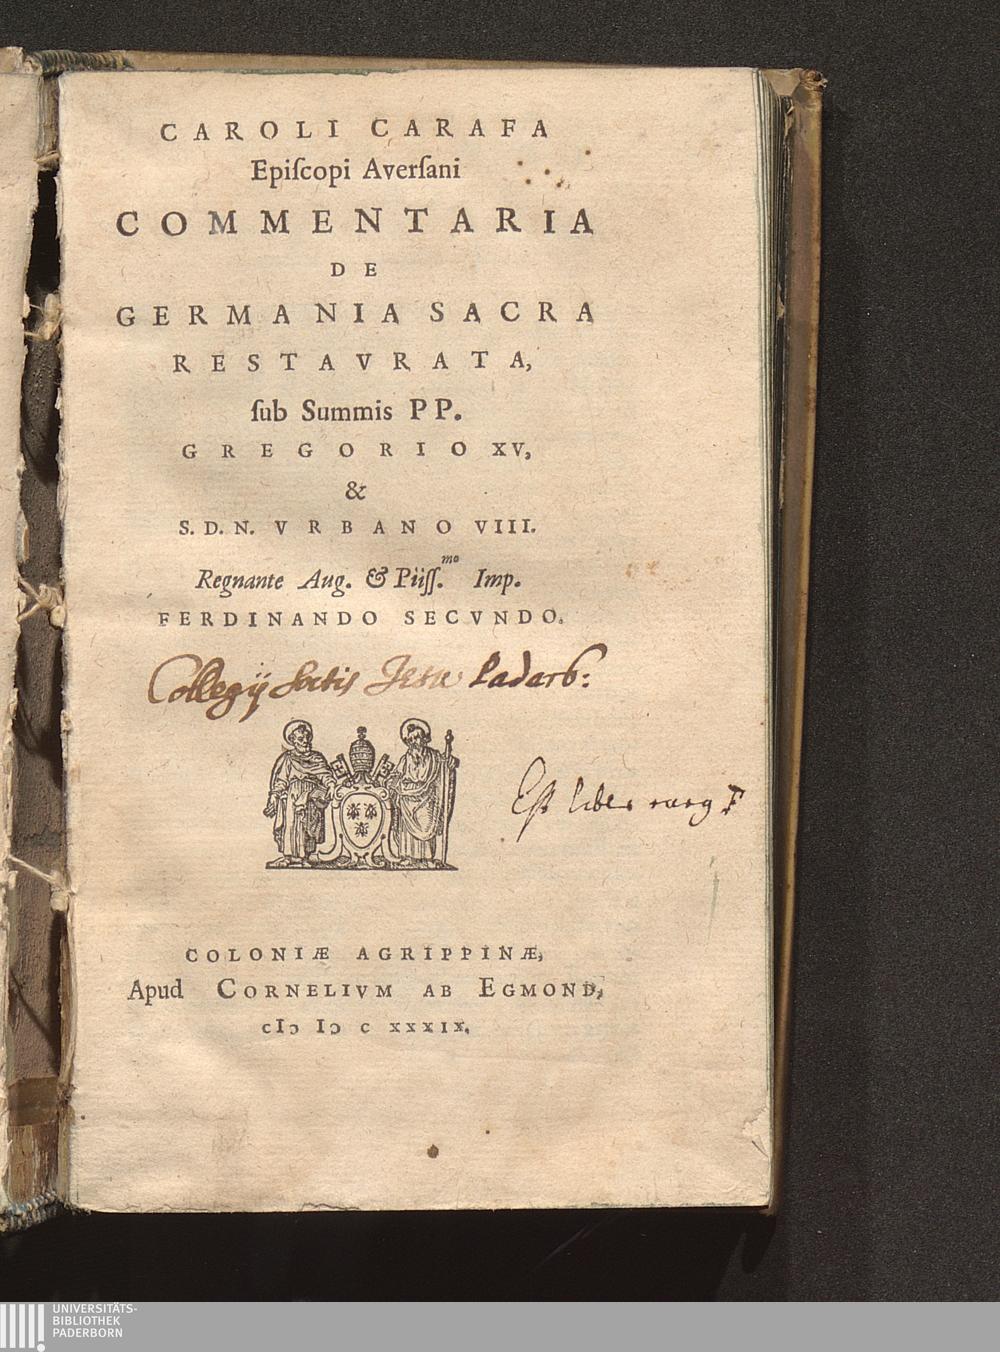 CAROLI CARAFA
Epiſcopi Averſani
COMMENTARIA
DE
GERMANIA SACRA
RESTAVRATA,
ſub Summis PP.
GREGORIO XV,
&
S. D. N. VRBANO VIII.
Regnante Aug. & Piiſſ.mo Imp.
FERDINANDO SECVNDO.
Collegij Soctis Jesu Padarb:
Est liber
COLONIÆ AGRIPPINÆ,
Apud CORNELIVM AB EGMOND,
cIↄ Iↄ c xxxix.
UNIVERSITÄTS-
BIBLIOTHEK
PADERBORN